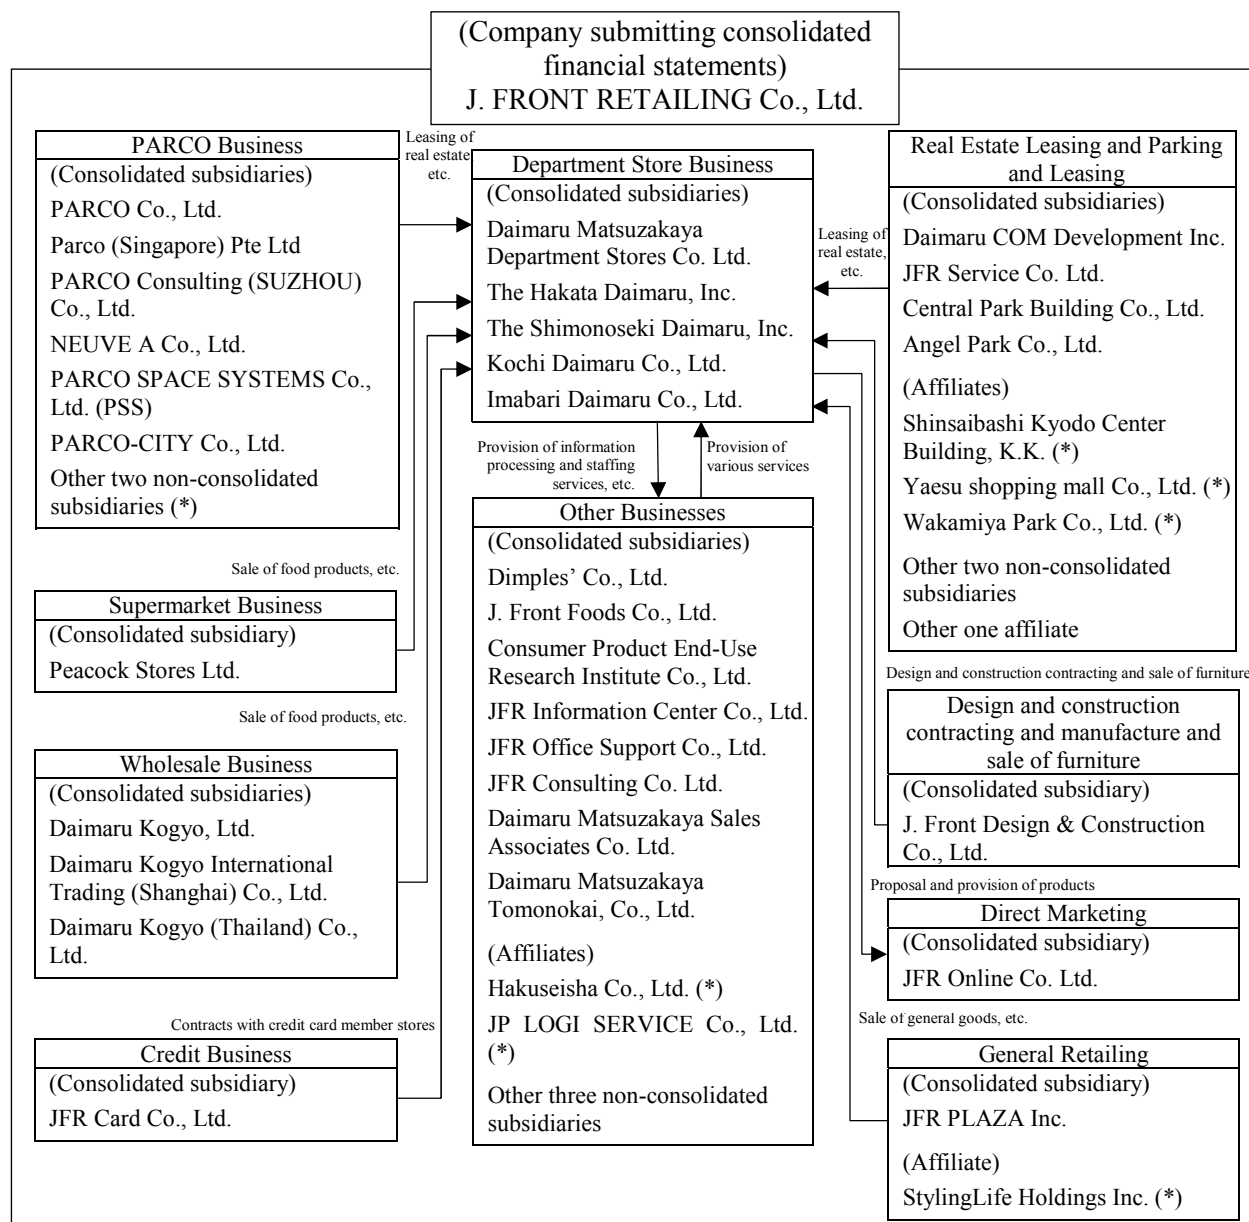 (Company submitting consolidated
financial statements)
J. FRONT RETAILING Co., Ltd.
PARCO Business
(Consolidated subsidiaries)
PARCO Co., Ltd.
Parco (Singapore) Pte Ltd
PARCO Consulting (SUZHOU)
Co., Ltd.
NEUVE A Co., Ltd.
PARCO SPACE SYSTEMS Co.,
Ltd. (PSS)
PARCO-CITY Co., Ltd.
Other two non-consolidated
subsidiaries (*)
Leasing of
real estate,
etc.
Sale of food products, etc.
Supermarket Business
(Consolidated subsidiary)
Peacock Stores Ltd.
Sale of food products, etc.
Wholesale Business
(Consolidated subsidiaries)
Daimaru Kogyo, Ltd.
Daimaru Kogyo International
Trading (Shanghai) Co., Ltd.
Daimaru Kogyo (Thailand) Co.,
Ltd.
Contracts with credit card member stores
Credit Business
(Consolidated subsidiary)
JFR Card Co., Ltd.
Department Store Business
(Consolidated subsidiaries)
Daimaru Matsuzakaya
Department Stores Co. Ltd.
The Hakata Daimaru, Inc.
The Shimonoseki Daimaru, Inc.
Kochi Daimaru Co., Ltd.
Imabari Daimaru Co., Ltd.
Provision of information
processing and staffing
services, etc.
Provision of
various services
Other Businesses
(Consolidated subsidiaries)
Dimples’ Co., Ltd.
J. Front Foods Co., Ltd.
Consumer Product End-Use
Research Institute Co., Ltd.
JFR Information Center Co., Ltd.
JFR Office Support Co., Ltd.
JFR Consulting Co. Ltd.
Daimaru Matsuzakaya Sales
Associates Co. Ltd.
Daimaru Matsuzakaya
Tomonokai, Co., Ltd.
(Affiliates)
Hakuseisha Co., Ltd. (*)
JP LOGI SERVICE Co., Ltd.
(*)
Other three non-consolidated
subsidiaries
Leasing of
real estate,
etc.
Real Estate Leasing and Parking
and Leasing
(Consolidated subsidiaries)
Daimaru COM Development Inc.
JFR Service Co. Ltd.
Central Park Building Co., Ltd.
Angel Park Co., Ltd.
(Affiliates)
Shinsaibashi Kyodo Center
Building, K.K. (*)
Yaesu shopping mall Co., Ltd. (*)
Wakamiya Park Co., Ltd. (*)
Other two non-consolidated
subsidiaries
Other one affiliate
Design and construction contracting and sale of furniture
Design and construction
contracting and manufacture and
sale of furniture
(Consolidated subsidiary)
J. Front Design & Construction
Co., Ltd.
Proposal and provision of products
Direct Marketing
(Consolidated subsidiary)
JFR Online Co. Ltd.
Sale of general goods, etc.
General Retailing
(Consolidated subsidiary)
JFR PLAZA Inc.
(Affiliate)
StylingLife Holdings Inc. (*)